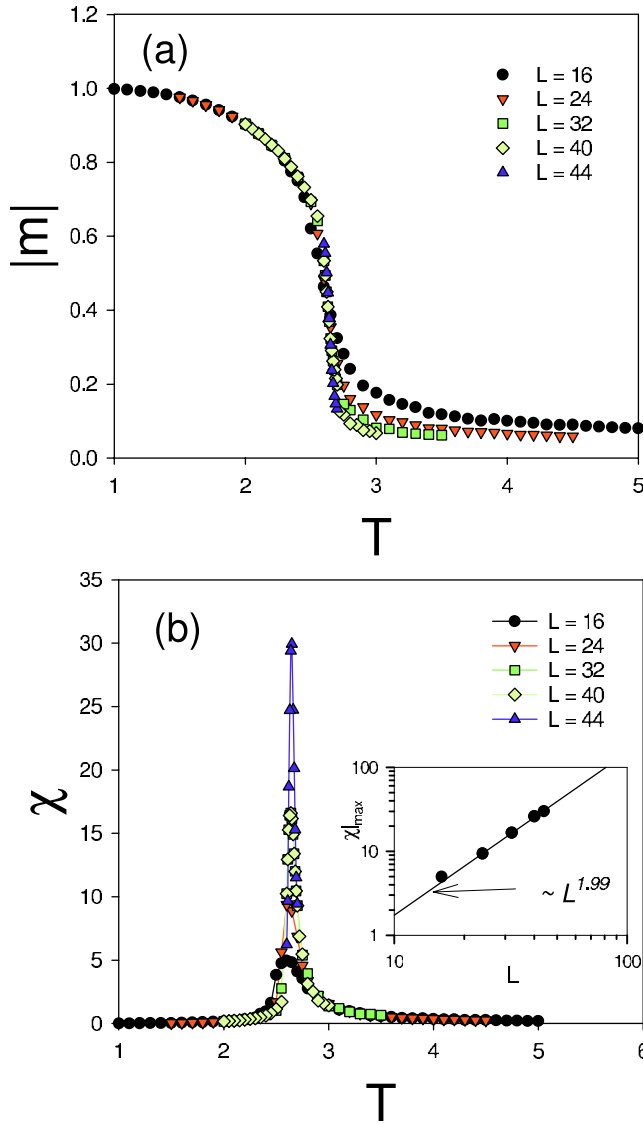 1.2
(a)
1.0
0.8
0.6
0.4
0.2
0.0
|m|
L = 16
L = 24
L = 32
L = 40
L = 44
1 2 3 4 5
T
35
30
25
20
15
10
5
0
(b)
χ
L = 16
L = 24
L = 32
L = 40
L = 44
100
10
1
χ|max
~ L^1.99
10 100
L
1 2 3 4 5 6
T